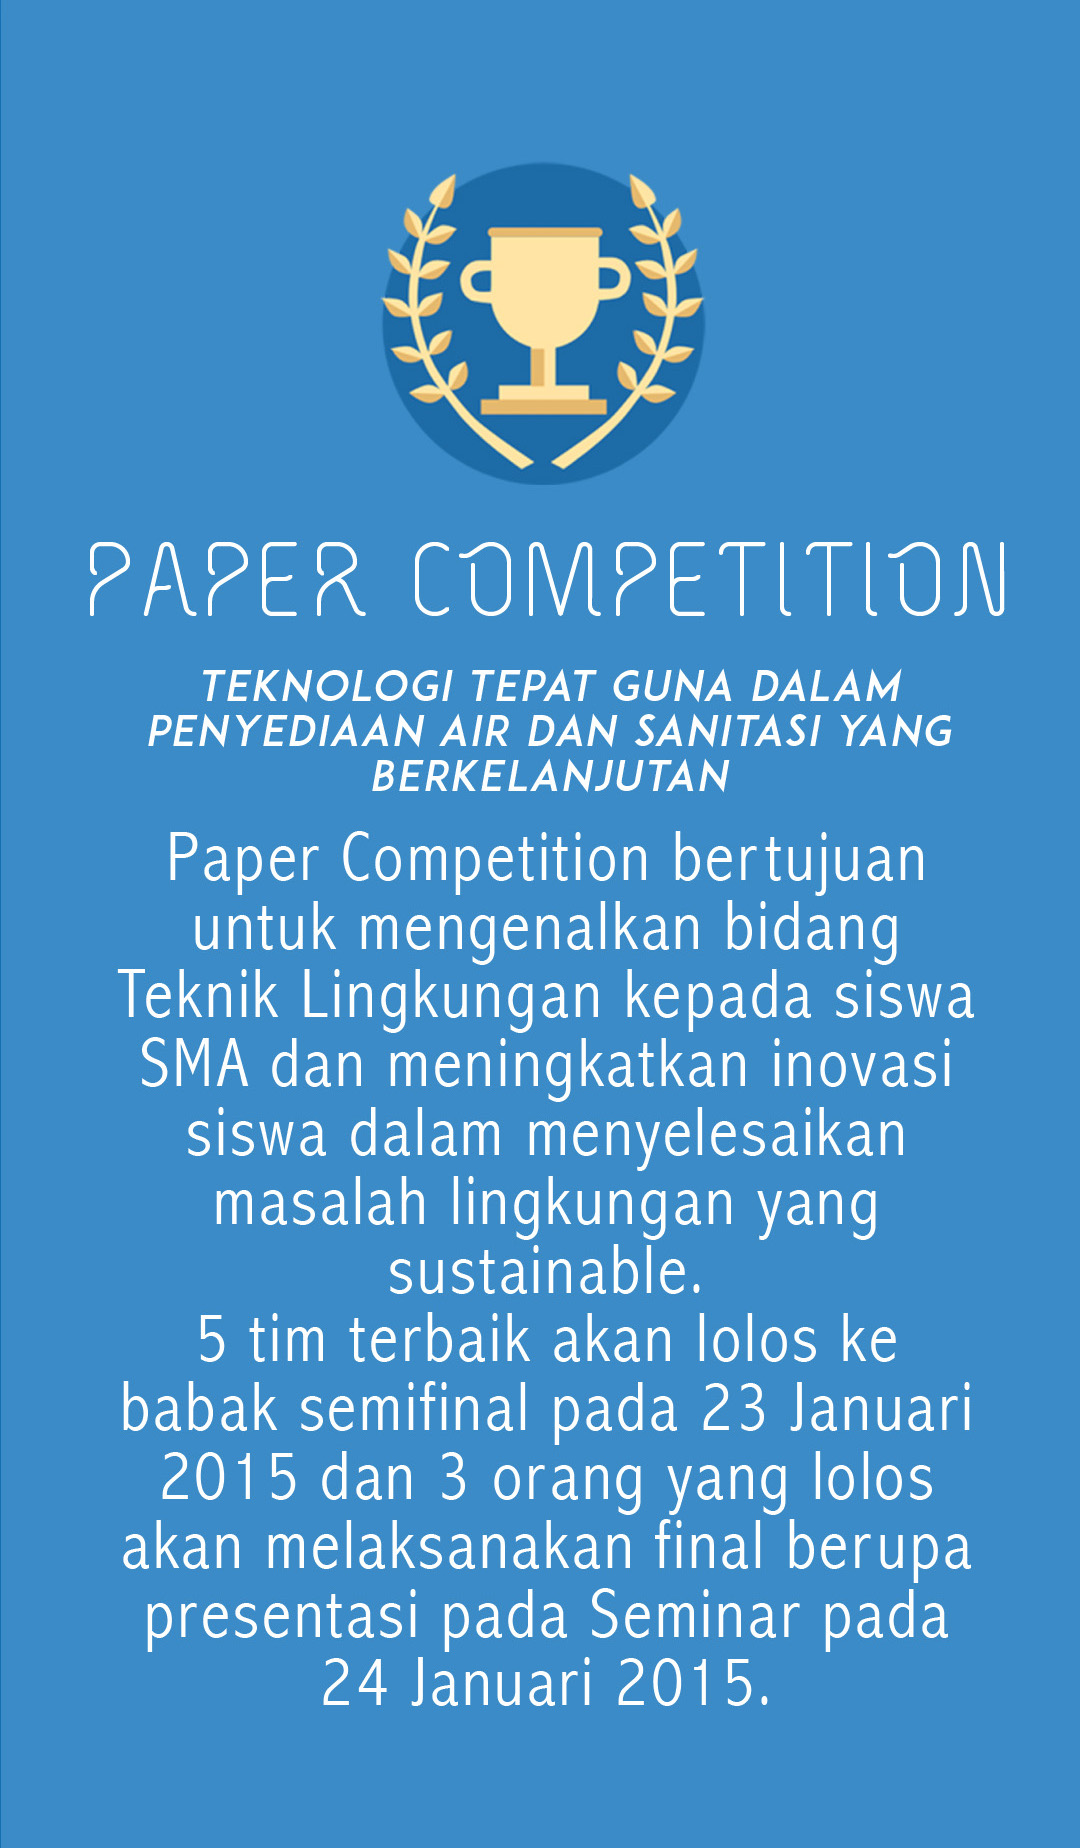 PAPER COMPETITION
TEKNOLOGI TEPAT GUNA DALAM
PENYEDIAAN AIR DAN SANITASI YANG
BERKELANJUTAN
Paper Competition bertujuan
untuk mengenalkan bidang
Teknik Lingkungan kepada siswa
SMA dan meningkatkan inovasi
siswa dalam menyelesaikan
masalah lingkungan yang
sustainable.
5 tim terbaik akan lolos ke
babak semifinal pada 23 Januari
2015 dan 3 orang yang lolos
akan melaksanakan final berupa
presentasi pada Seminar pada
24 Januari 2015.